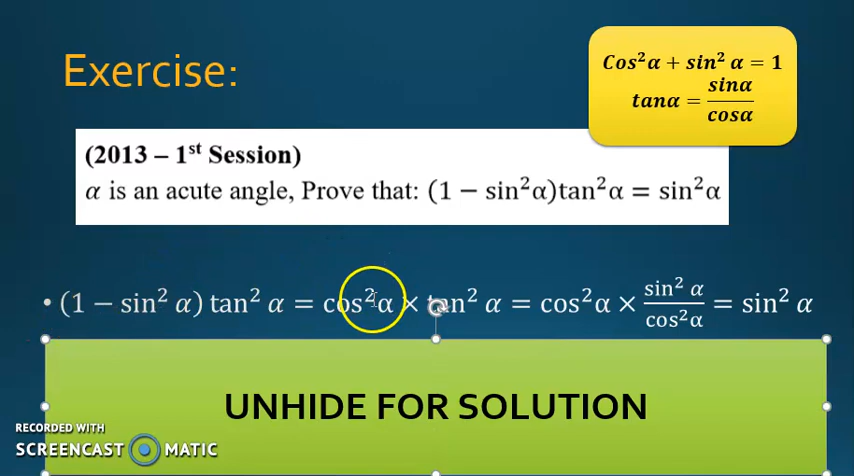 Exercise:
Cos²α + sin² α = 1
tanα = sinα/cosα
(2013 – 1st Session)
α is an acute angle, Prove that: (1 − sin²α)tan²α = sin²α
• (1 − sin² α) tan² α = cos²α × tan² α = cos²α × sin² α/cos²α = sin² α
UNHIDE FOR SOLUTION
RECORDED WITH
SCREENCAST MATIC